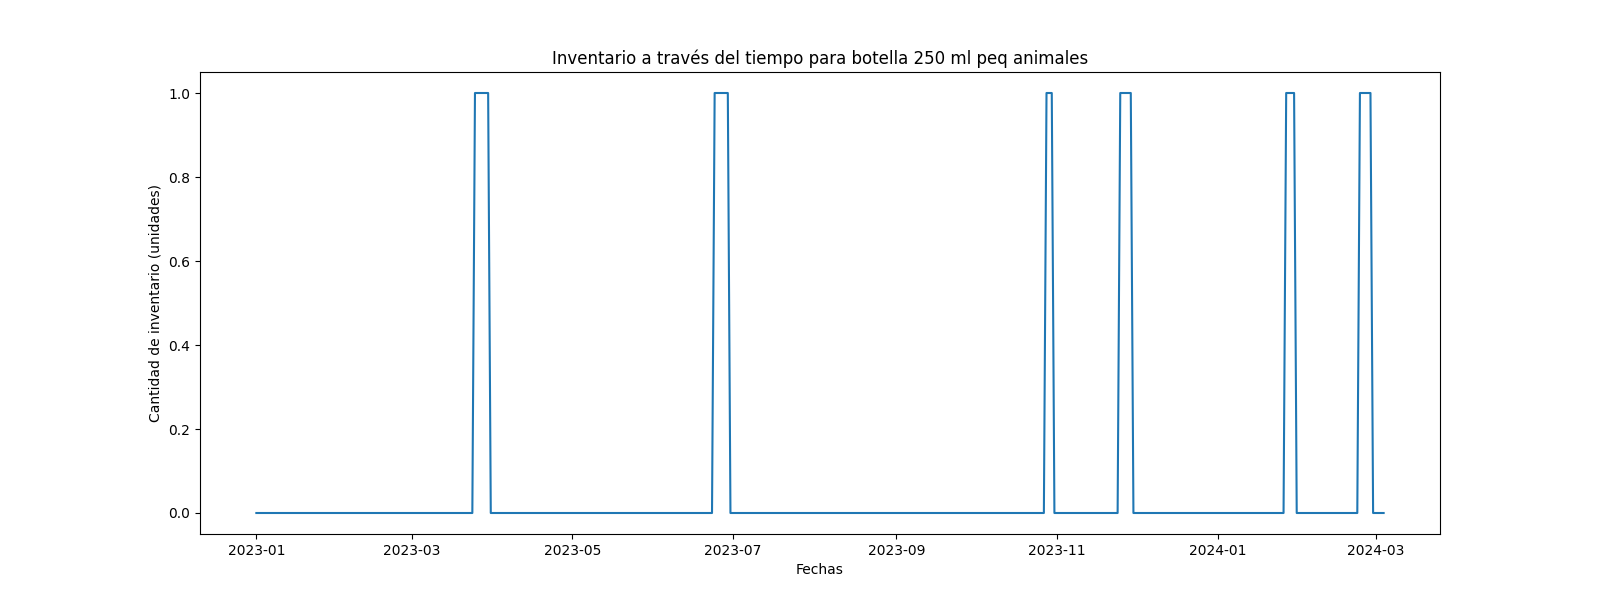 Inventario a través del tiempo para botella 250 ml peq animales
Cantidad de inventario (unidades)
1.0
0.8
0.6
0.4
0.2
0.0
2023-01 2023-03 2023-05 2023-07 2023-09 2023-11 2024-01 2024-03
Fechas